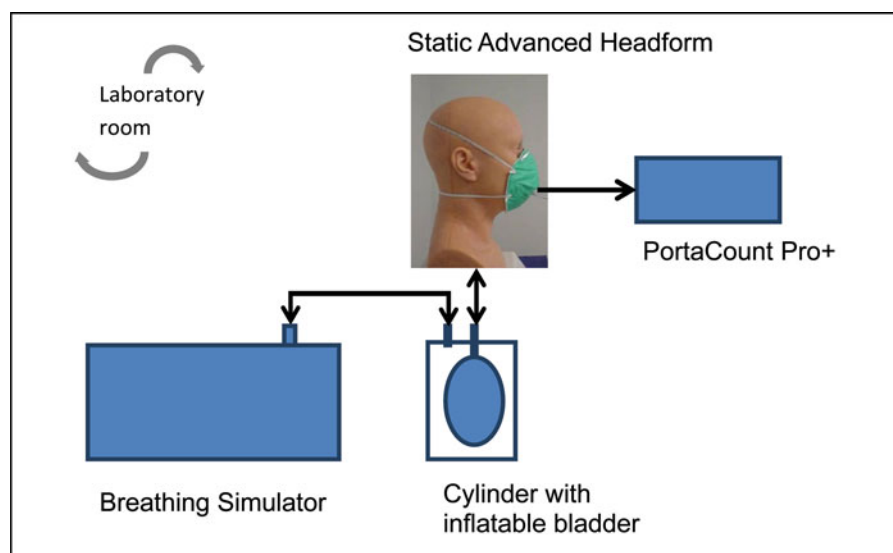 Static Advanced Headform
Laboratory
room
PortaCount Pro+
Breathing Simulator
Cylinder with
inflatable bladder